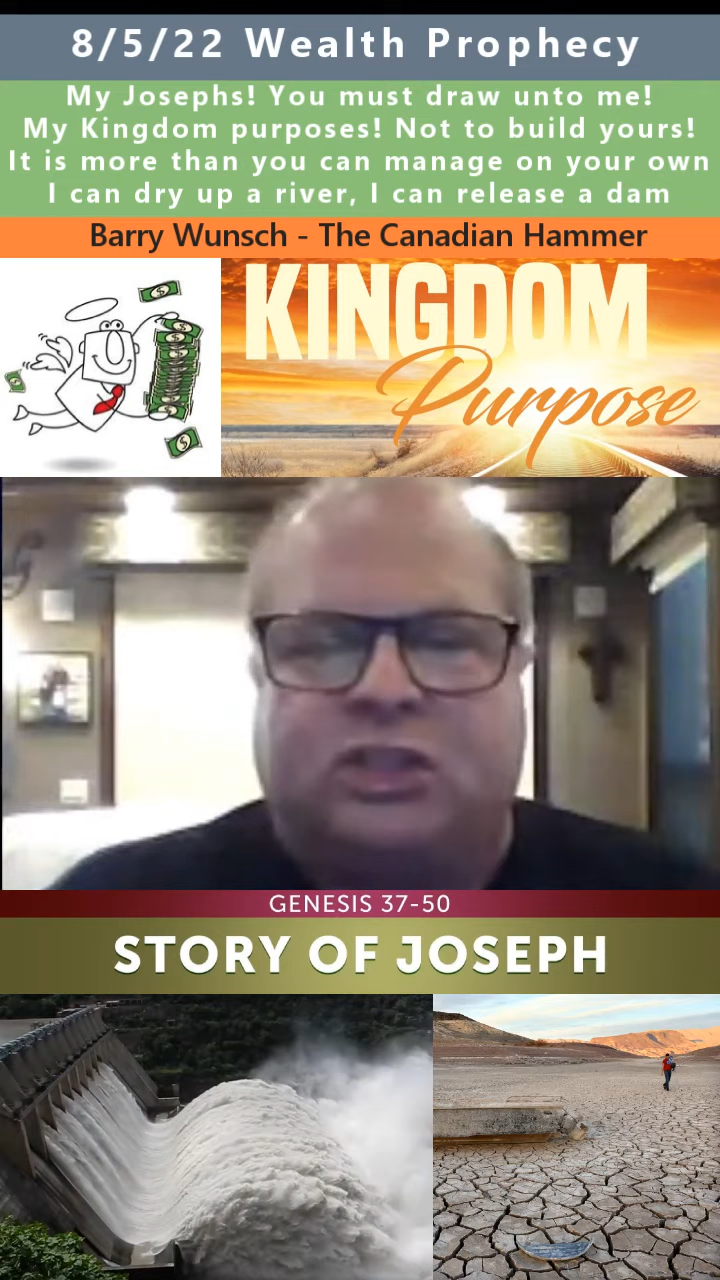 8/5/22 Wealth Prophecy
My Josephs! You must draw unto me!
My Kingdom purposes! Not to build yours!
It is more than you can manage on your own
I can dry up a river, I can release a dam
Barry Wunsch - The Canadian Hammer
KINGDOM
Purpose
GENESIS 37-50
STORY OF JOSEPH